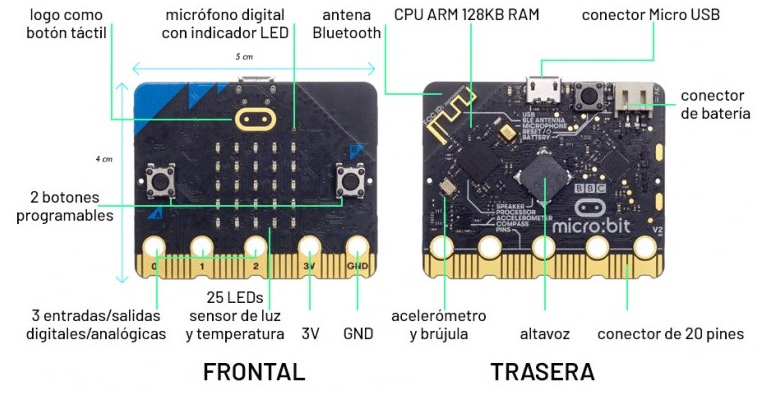 logo como
botón táctil
micrófono digital
con indicador LED
antena
Bluetooth
CPU ARM 128KB RAM
conector Micro USB
5 cm
4 cm
conector
de batería
2 botones
programables
0
1
2
3V
GND
USB
BLE ANTENNA
MICROPHONE
RESET/
BATTERY
BBC
micro:bit
V2
SPEAKER
PROCESSOR
ACCELEROMETER
COMPASS
PINS
3 entradas/salidas
digitales/analógicas
25 LEDs
sensor de luz
y temperatura
3V
GND
acelerómetro
y brújula
altavoz
conector de 20 pines
FRONTAL
TRASERA